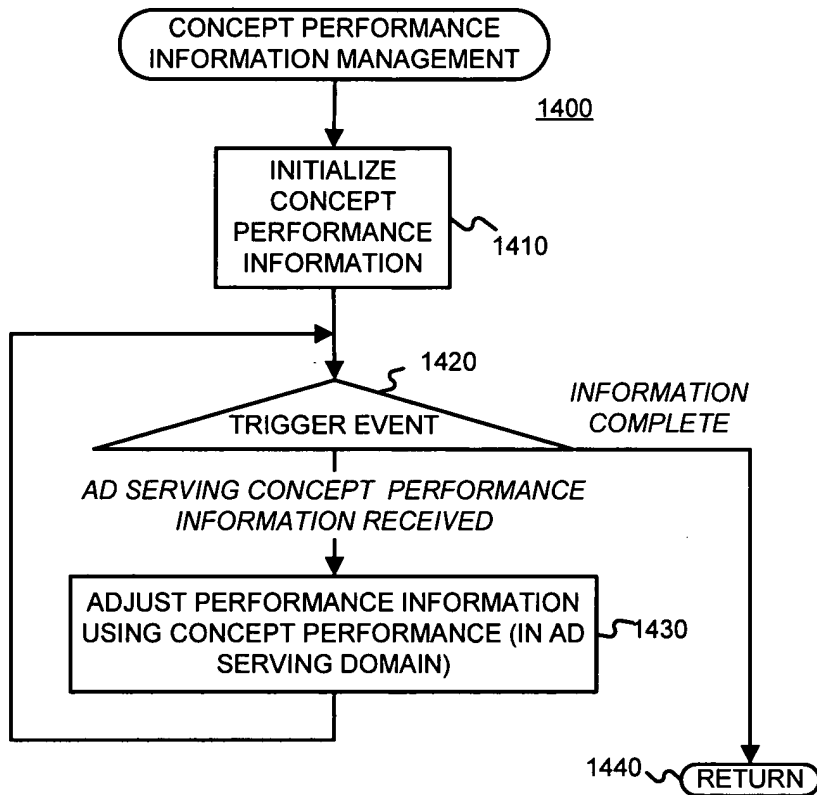 CONCEPT PERFORMANCE
INFORMATION MANAGEMENT
1400
INITIALIZE
CONCEPT
PERFORMANCE
INFORMATION
1410
1420
TRIGGER EVENT
INFORMATION
COMPLETE
AD SERVING CONCEPT PERFORMANCE
INFORMATION RECEIVED
ADJUST PERFORMANCE INFORMATION
USING CONCEPT PERFORMANCE (IN AD
SERVING DOMAIN)
1430
1440
RETURN